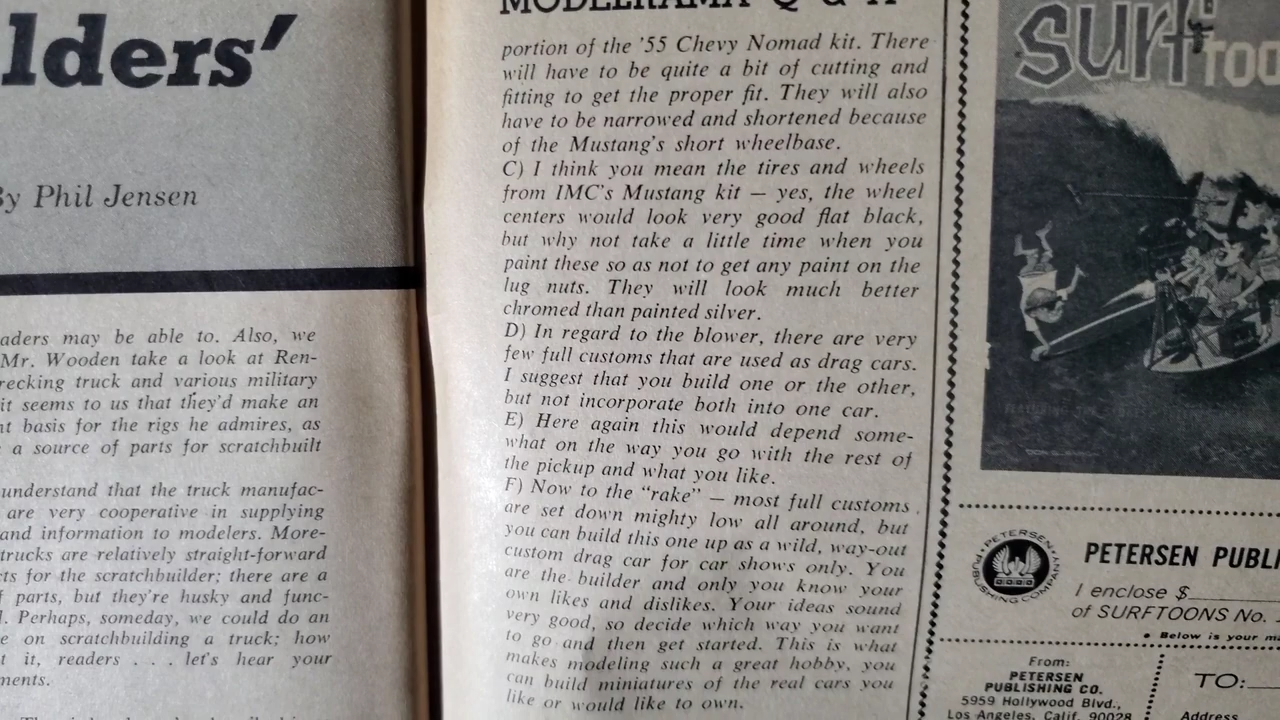 lders'
By Phil Jensen
aders may be able to. Also, we
Mr. Wooden take a look at Ren-
recking truck and various military
it seems to us that they'd make an
nt basis for the rigs he admires, as
a source of parts for scratchbuilt
understand that the truck manufac-
are very cooperative in supplying
and information to modelers. More-
trucks are relatively straight-forward
cts for the scratchbuilder; there are a
f parts, but they're husky and func-
l. Perhaps, someday, we could do an
e on scratchbuilding a truck; how
t it, readers . . . let's hear your
ments.
MODELRAMA Q & A
portion of the '55 Chevy Nomad kit. There
will have to be quite a bit of cutting and
fitting to get the proper fit. They will also
have to be narrowed and shortened because
of the Mustang's short wheelbase.
C) I think you mean the tires and wheels
from IMC's Mustang kit — yes, the wheel
centers would look very good flat black,
but why not take a little time when you
paint these so as not to get any paint on the
lug nuts. They will look much better
chromed than painted silver.
D) In regard to the blower, there are very
few full customs that are used as drag cars.
I suggest that you build one or the other,
but not incorporate both into one car.
E) Here again this would depend some-
what on the way you go with the rest of
the pickup and what you like.
F) Now to the "rake" — most full customs
are set down mighty low all around, but
you can build this one up as a wild, way-out
custom drag car for car shows only. You
are the builder and only you know your
own likes and dislikes. Your ideas sound
very good, so decide which way you want
to go and then get started. This is what
makes modeling such a great hobby, you
can build miniatures of the real cars you
like or would like to own.
surf
too
PETERSEN
PUBLISHING COMPANY
PETERSEN PUBLI
I enclose $
of SURFTOONS No.
• Below is your ma
From:
PETERSEN
PUBLISHING CO.
5959 Hollywood Blvd.,
Los Angeles, Calif. 90028
TO:
Address